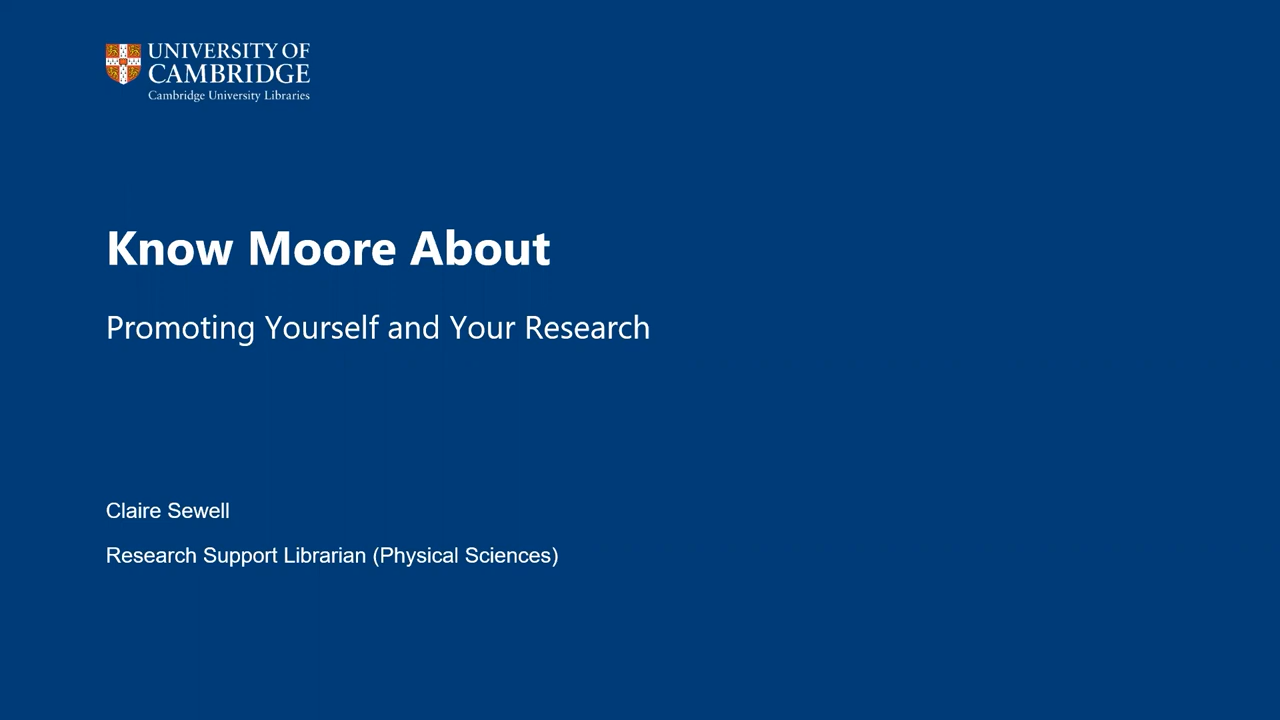 UNIVERSITY OF
CAMBRIDGE
Cambridge University Libraries
Know Moore About
Promoting Yourself and Your Research
Claire Sewell
Research Support Librarian (Physical Sciences)